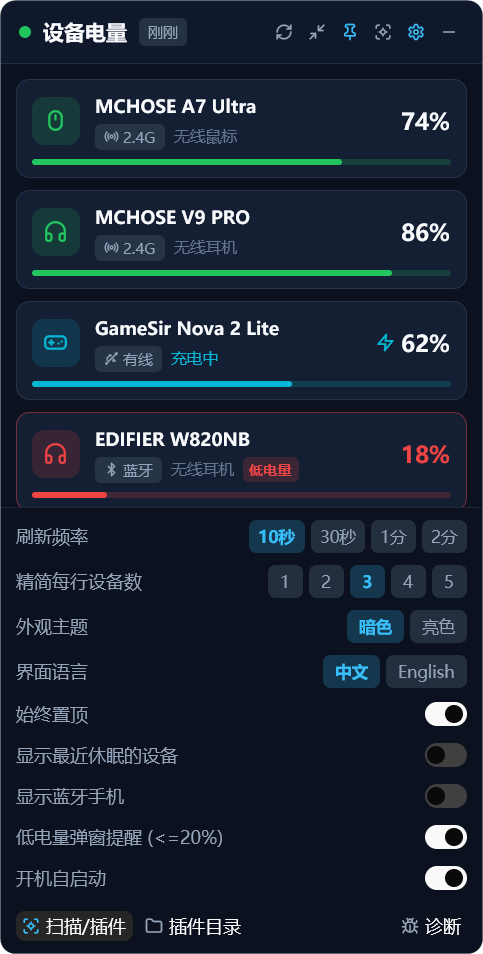 设备电量 刚刚
MCHOSE A7 Ultra
74%
2.4G 无线鼠标
MCHOSE V9 PRO
86%
2.4G 无线耳机
GameSir Nova 2 Lite
62%
有线 充电中
EDIFIER W820NB
18%
蓝牙 无线耳机 低电量
刷新频率 10秒 30秒 1分 2分
精简每行设备数 1 2 3 4 5
外观主题 暗色 亮色
界面语言 中文 English
始终置顶
显示最近休眠的设备
显示蓝牙手机
低电量弹窗提醒 (<=20%)
开机自启动
扫描/插件 插件目录 诊断